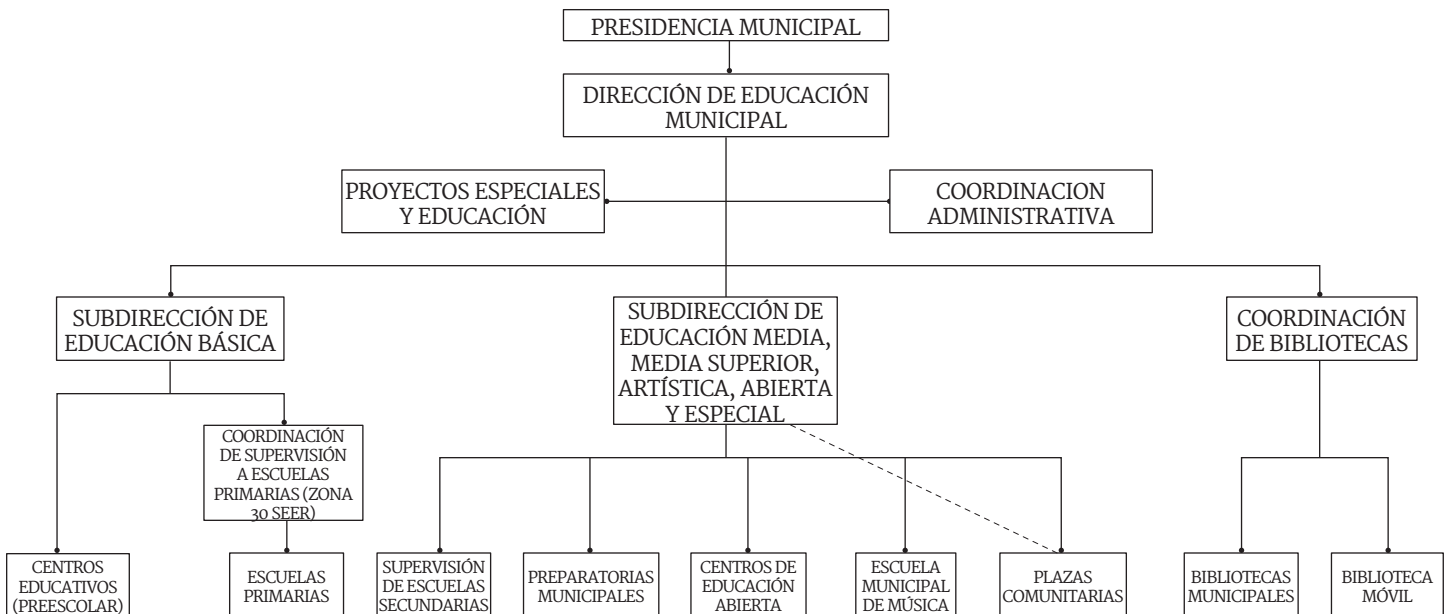 PRESIDENCIA MUNICIPAL
DIRECCIÓN DE EDUCACIÓN
MUNICIPAL
PROYECTOS ESPECIALES
Y EDUCACIÓN
COORDINACION
ADMINISTRATIVA
SUBDIRECCIÓN DE
EDUCACIÓN BÁSICA
SUBDIRECCIÓN DE
EDUCACIÓN MEDIA,
MEDIA SUPERIOR,
ARTÍSTICA, ABIERTA
Y ESPECIAL
COORDINACIÓN
DE BIBLIOTECAS
COORDINACIÓN
DE SUPERVISIÓN
A ESCUELAS
PRIMARIAS (ZONA
30 SEER)
CENTROS
EDUCATIVOS
(PREESCOLAR)
ESCUELAS
PRIMARIAS
SUPERVISIÓN
DE ESCUELAS
SECUNDARIAS
PREPARATORIAS
MUNICIPALES
CENTROS DE
EDUCACIÓN
ABIERTA
ESCUELA
MUNICIPAL
DE MÚSICA
PLAZAS
COMUNITARIAS
BIBLIOTECAS
MUNICIPALES
BIBLIOTECA
MÓVIL